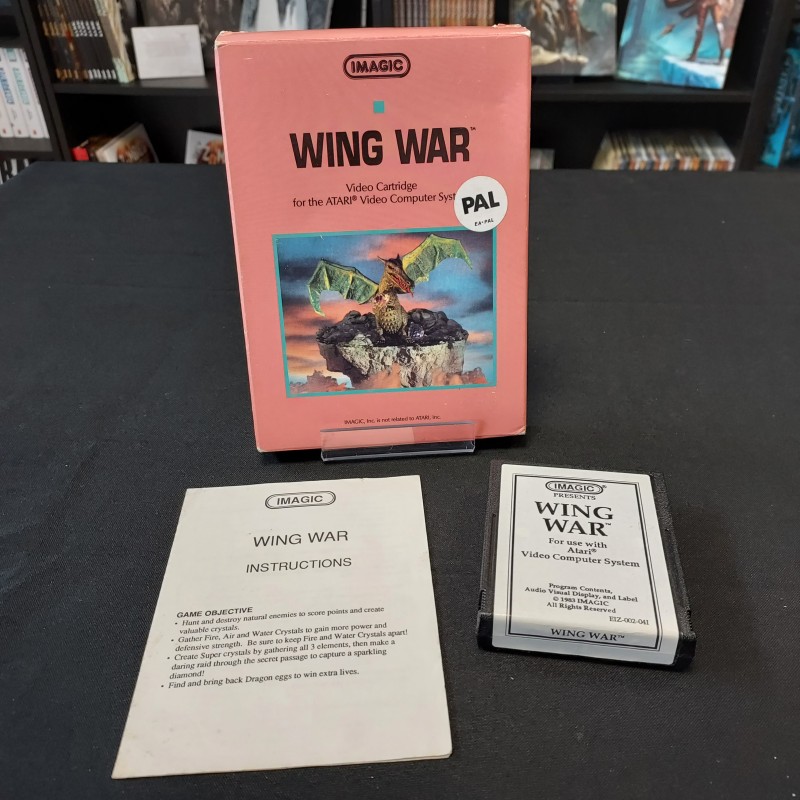 IMAGIC
WING WAR™
Video Cartridge
for the ATARI® Video Computer Syst
PAL
EA-PAL
IMAGIC, Inc. is not related to ATARI, Inc.
IMAGIC
WING WAR
INSTRUCTIONS
GAME OBJECTIVE
• Hunt and destroy natural enemies to score points and create
valuable crystals.
• Gather Fire, Air and Water Crystals to gain more power and
defensive strength. Be sure to keep Fire and Water Crystals apart!
• Create Super crystals by gathering all 3 elements, then make a
daring raid through the secret passage to capture a sparkling
diamond!
• Find and bring back Dragon eggs to win extra lives.
IMAGIC®
PRESENTS
WING
WAR™
For use with
Atari®
Video Computer System
Program Contents,
Audio Visual Display, and Label
© 1983 IMAGIC
All Rights Reserved
EIZ-002-041
WING WAR™